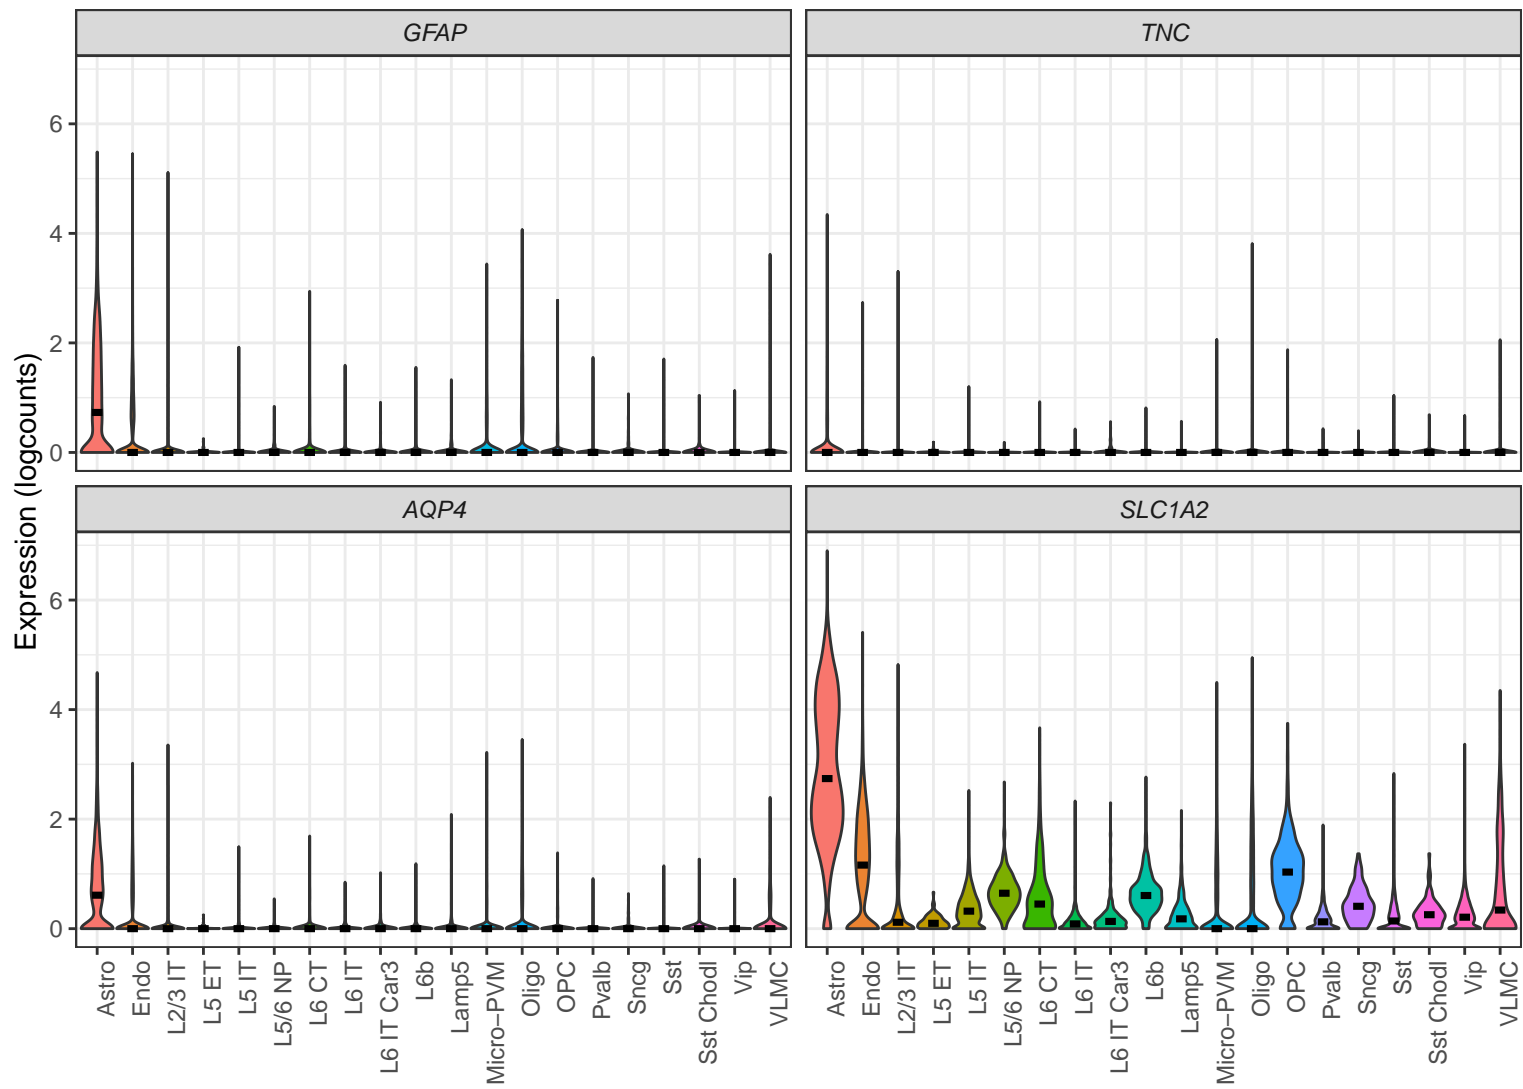 GFAP
TNC
6
4
2
0
AQP4
SLC1A2
6
4
2
0
Expression (logcounts)
Astro
Endo
L2/3 IT
L5 ET
L5 IT
L5/6 NP
L6 CT
L6 IT
L6 IT Car3
L6b
Lamp5
Micro−PVM
Oligo
OPC
Pvalb
Sncg
Sst
Sst Chodl
Vip
VLMC
Astro
Endo
L2/3 IT
L5 ET
L5 IT
L5/6 NP
L6 CT
L6 IT
L6 IT Car3
L6b
Lamp5
Micro−PVM
Oligo
OPC
Pvalb
Sncg
Sst
Sst Chodl
Vip
VLMC